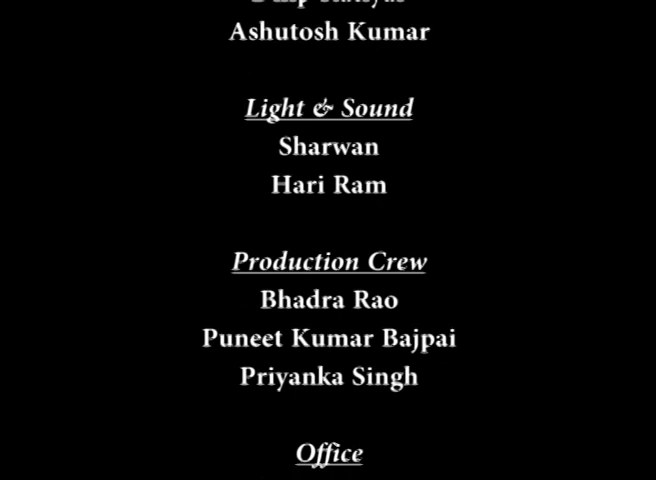 Ashutosh Kumar
Light & Sound
Sharwan
Hari Ram
Production Crew
Bhadra Rao
Puneet Kumar Bajpai
Priyanka Singh
Office